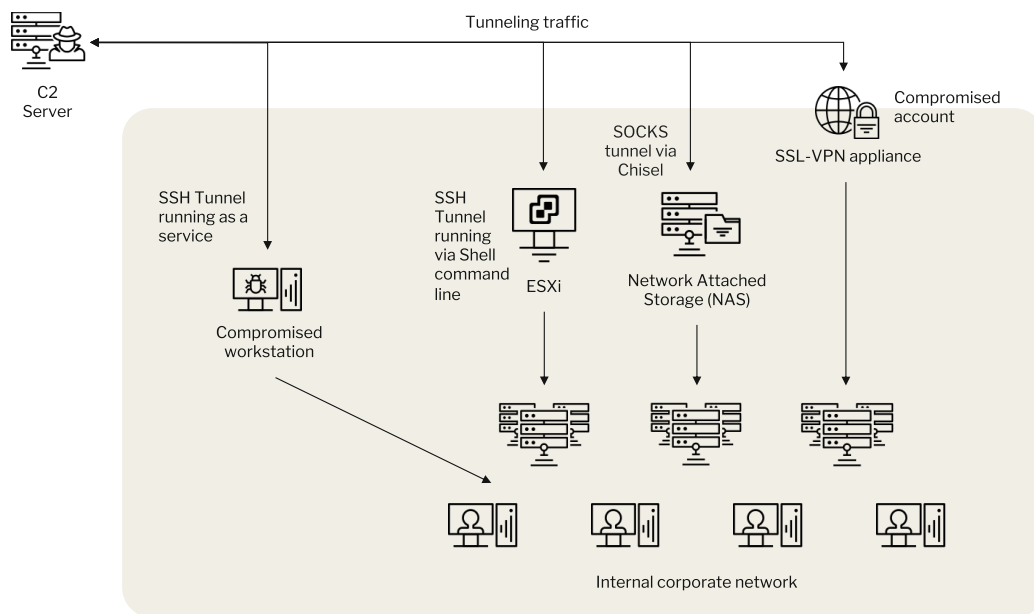 Tunneling traffic
C2
Server
Compromised
account
SSL-VPN appliance
SOCKS
tunnel via
Chisel
SSH Tunnel
running as a
service
SSH
Tunnel
running
via Shell
command
line
ESXi
Network Attached
Storage (NAS)
Compromised
workstation
Internal corporate network